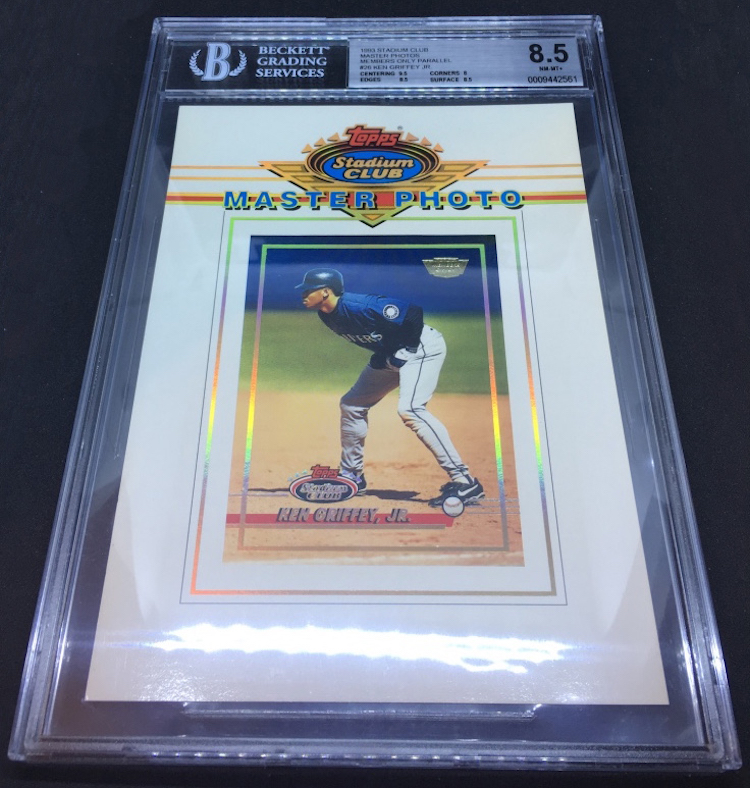 BECKETT®
GRADING
SERVICES
1993 STADIUM CLUB
MASTER PHOTOS
MEMBERS ONLY PARALLEL
#26 KEN GRIFFEY JR.
CENTERING 9.5 CORNERS 8
EDGES 8.5 SURFACE 8.5
8.5
NM-MT+
0009442561
Topps
Stadium
CLUB
MASTER PHOTO
Topps
Stadium
CLUB
KEN GRIFFEY, JR.